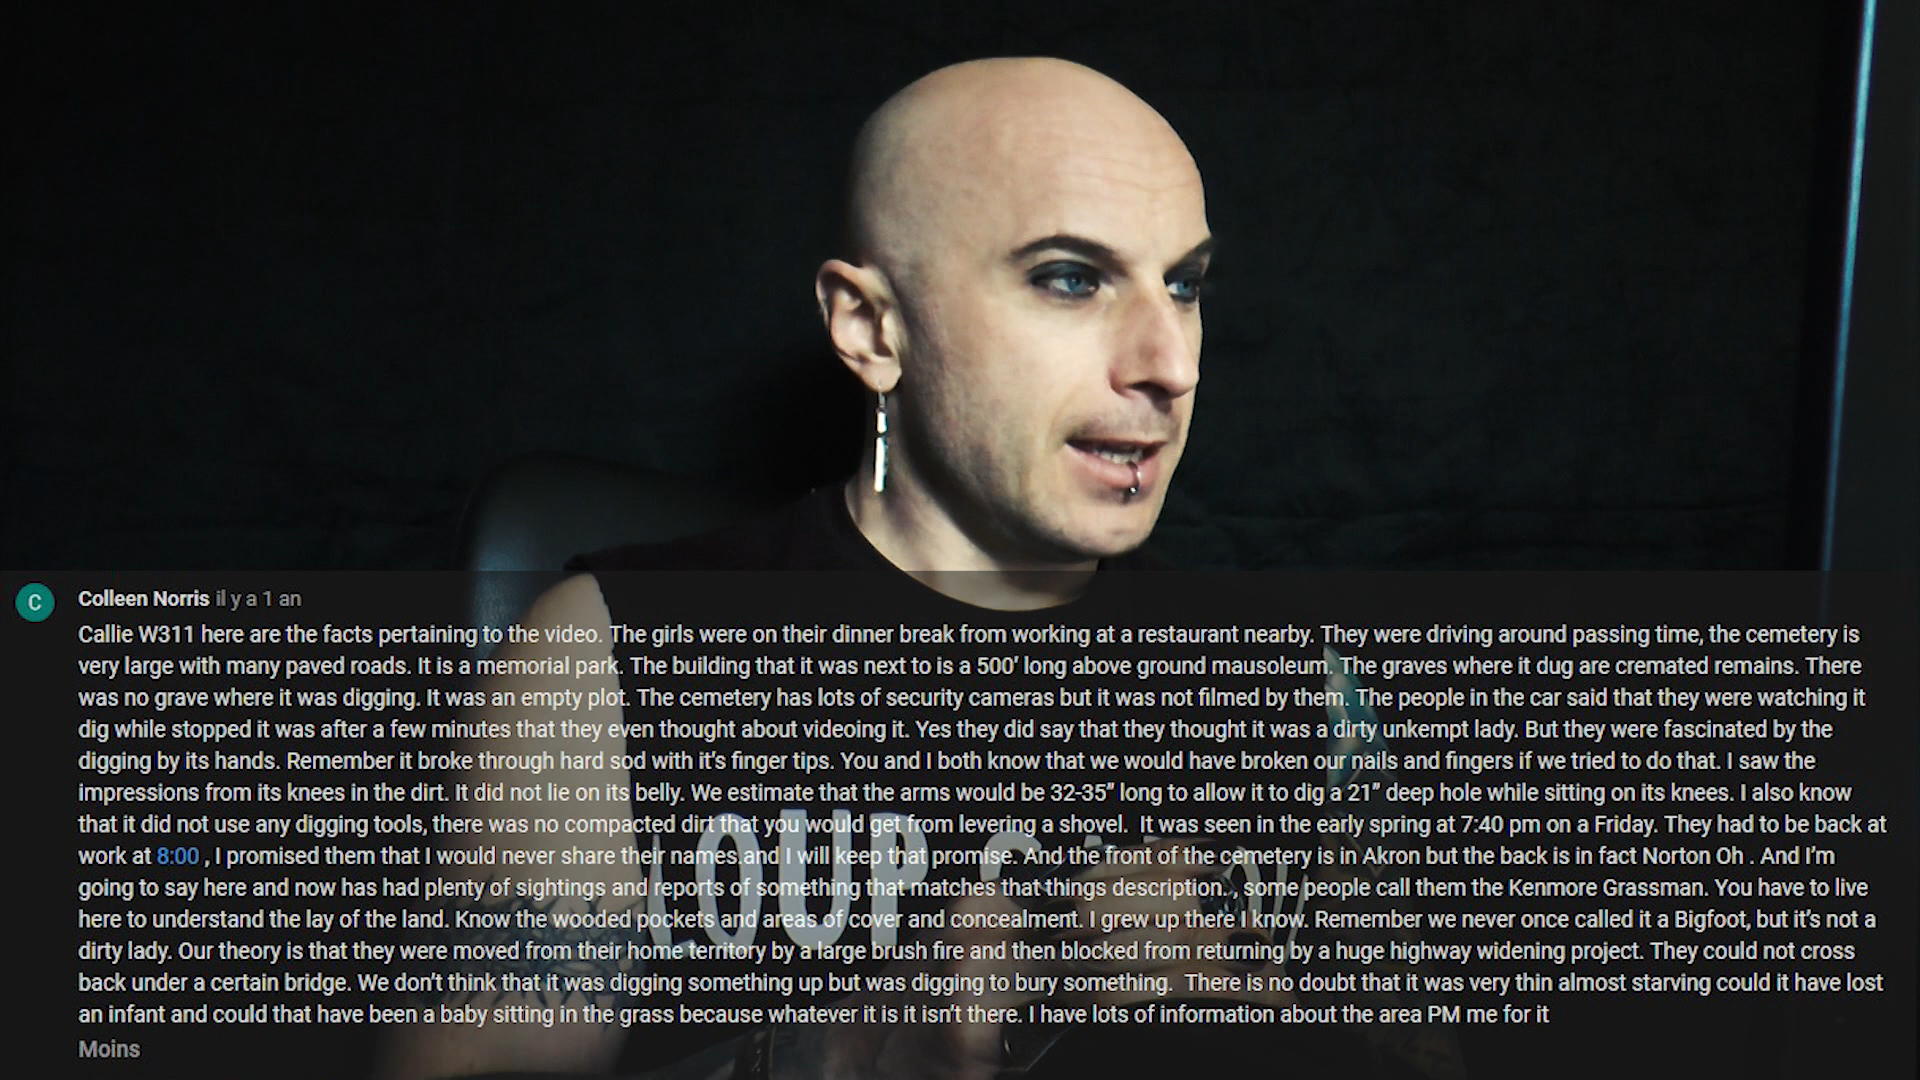 C
Colleen Norris il y a 1 an
Callie W311 here are the facts pertaining to the video. The girls were on their dinner break from working at a restaurant nearby. They were driving around passing time, the cemetery is
very large with many paved roads. It is a memorial park. The building that it was next to is a 500’ long above ground mausoleum. The graves where it dug are cremated remains. There
was no grave where it was digging. It was an empty plot. The cemetery has lots of security cameras but it was not filmed by them. The people in the car said that they were watching it
dig while stopped it was after a few minutes that they even thought about videoing it. Yes they did say that they thought it was a dirty unkempt lady. But they were fascinated by the
digging by its hands. Remember it broke through hard sod with it’s finger tips. You and I both know that we would have broken our nails and fingers if we tried to do that. I saw the
impressions from its knees in the dirt. It did not lie on its belly. We estimate that the arms would be 32-35” long to allow it to dig a 21” deep hole while sitting on its knees. I also know
that it did not use any digging tools, there was no compacted dirt that you would get from levering a shovel.  It was seen in the early spring at 7:40 pm on a Friday. They had to be back at
work at 8:00 , I promised them that I would never share their names.and I will keep that promise. And the front of the cemetery is in Akron but the back is in fact Norton Oh . And I’m
going to say here and now has had plenty of sightings and reports of something that matches that things description. , some people call them the Kenmore Grassman. You have to live
here to understand the lay of the land. Know the wooded pockets and areas of cover and concealment. I grew up there I know. Remember we never once called it a Bigfoot, but it’s not a
dirty lady. Our theory is that they were moved from their home territory by a large brush fire and then blocked from returning by a huge highway widening project. They could not cross
back under a certain bridge. We don’t think that it was digging something up but was digging to bury something.  There is no doubt that it was very thin almost starving could it have lost
an infant and could that have been a baby sitting in the grass because whatever it is it isn’t there. I have lots of information about the area PM me for it
Moins
LOUP